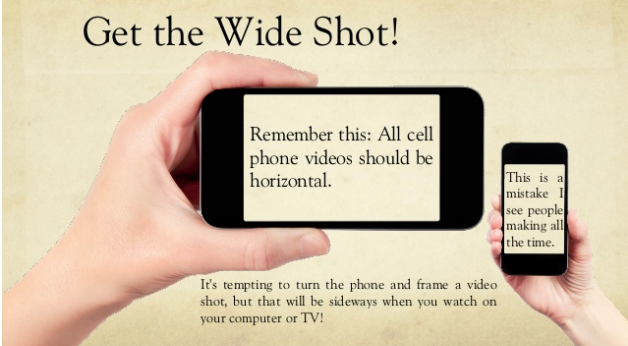 Get the Wide Shot!
Remember this: All cell
phone videos should be
horizontal.
This is a
mistake I
see people
making all
the time.
It's tempting to turn the phone and frame a video
shot, but that will be sideways when you watch on
your computer or TV!